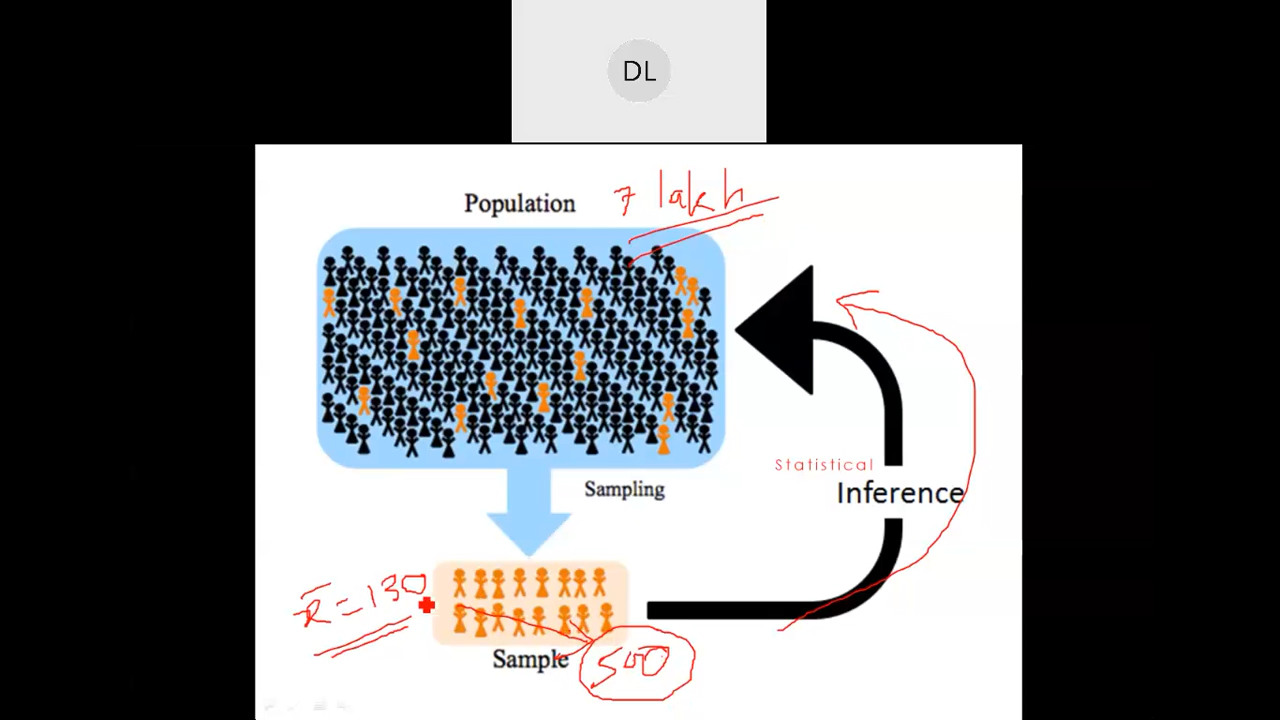 DL
Population 7 lakh
Statistical
Sampling
Inference
x̄ = 130
Sample 500